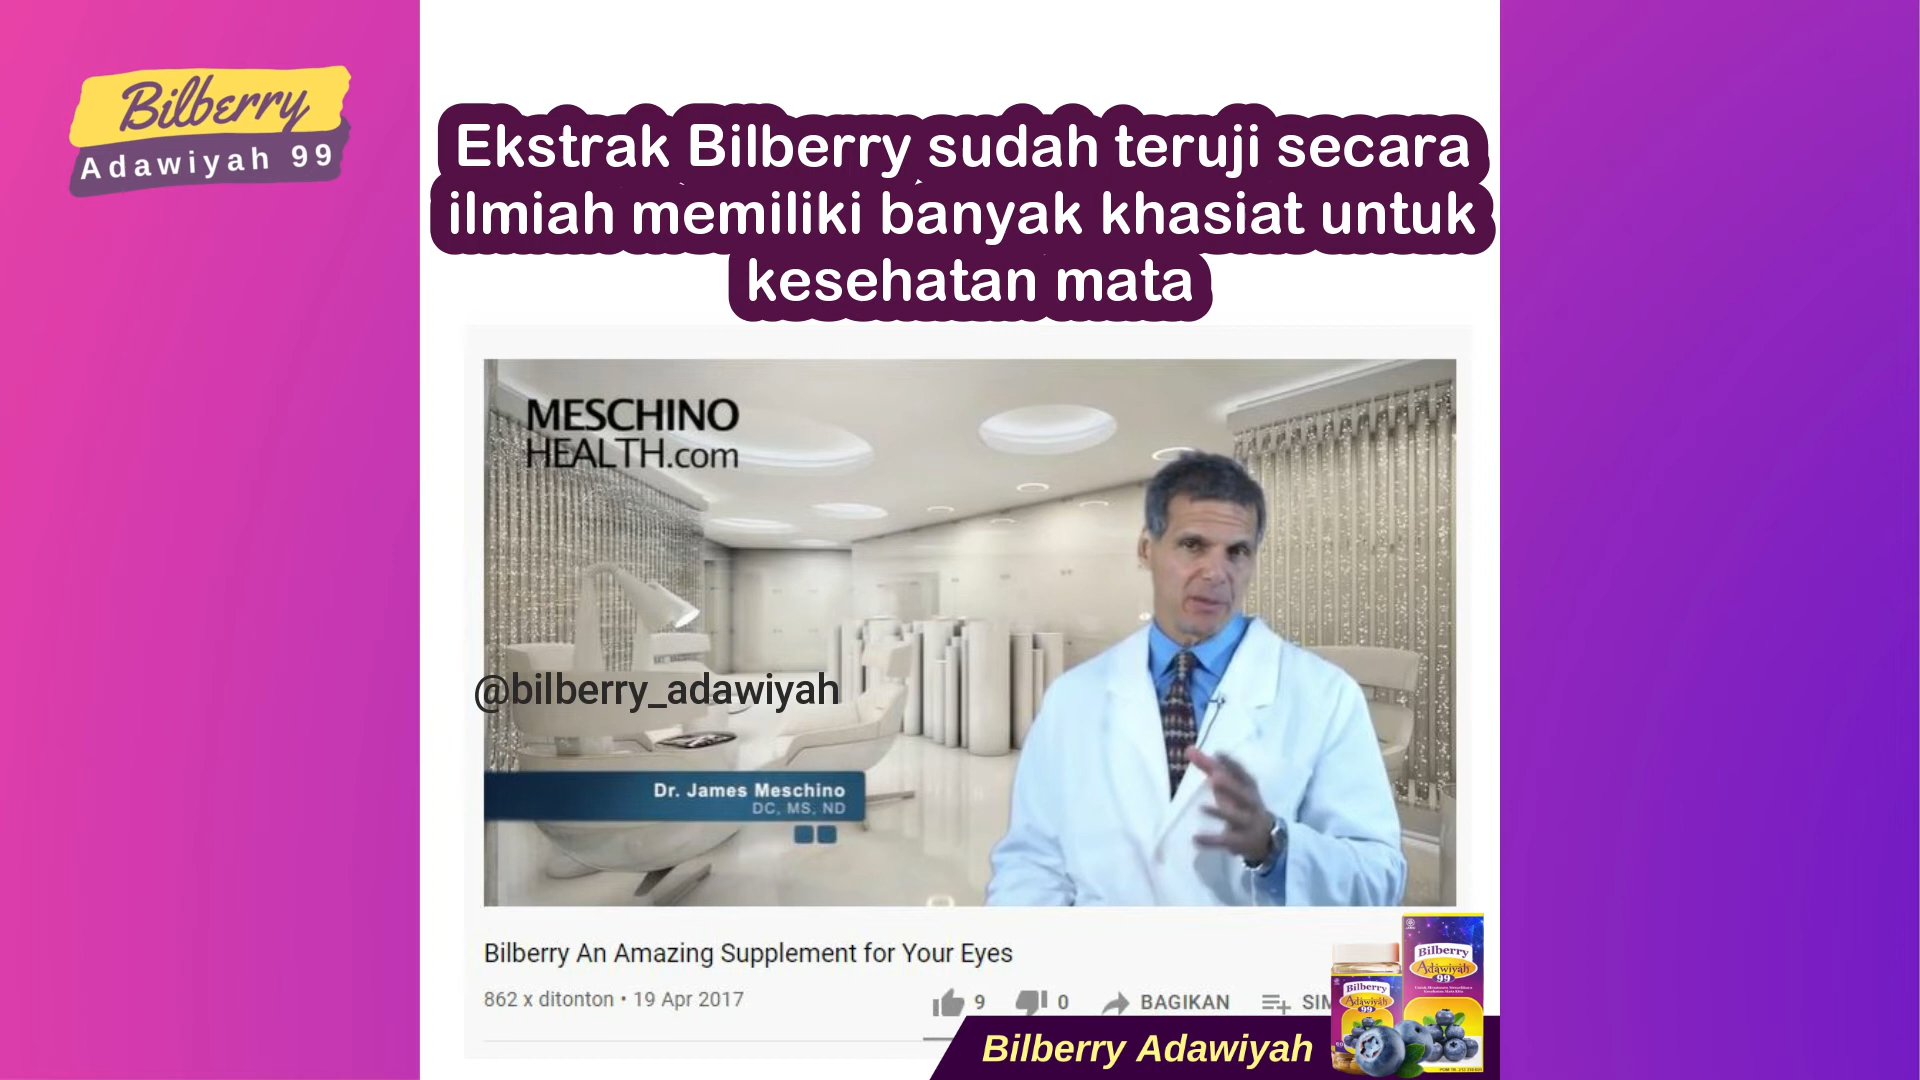 Bilberry
Adawiyah 99
Ekstrak Bilberry sudah teruji secara
ilmiah memiliki banyak khasiat untuk
kesehatan mata
MESCHINO
HEALTH.com
@bilberry_adawiyah
Dr. James Meschino
DC, MS, ND
Bilberry An Amazing Supplement for Your Eyes
862 x ditonton • 19 Apr 2017
9
0
BAGIKAN
SIM
Bilberry
Adawiyah
99
Bilberry
Adawiyah
99
Bilberry Adawiyah